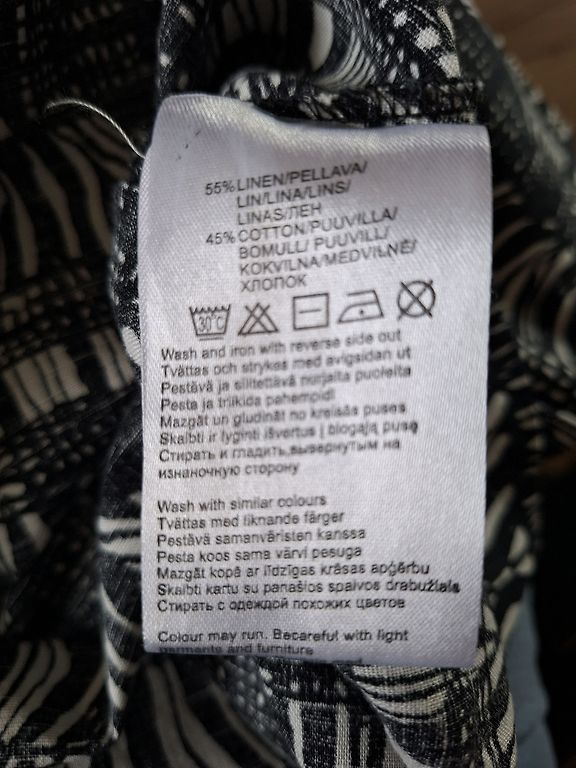 55%LINEN/PELLAVA/
LIN/LINA/LINS/
LINAS/ЛЕН
45%COTTON/PUUVILLA/
BOMULL/ PUUVILL/
KOKVILNA/MEDVILNĖ/
ХЛОПОК
30°C
Wash and iron with reverse side out
Tvättas och strykas med avigsidan ut
Pestävä ja silitettävä nurjalta puolelta
Pesta ja triikida pahempidi
Mazgāt un gludināt no kreisās puses
Skalbti ir lyginti išvertus į blogąją pusę
Стирать и гладить,вывернутым на
изнаночную сторону
Wash with similar colours
Tvättas med liknande färger
Pestävä samanväristen kanssa
Pesta koos sama värvi pesuga
Mazgāt kopā ar līdzīgas krāsas apģērbu
Skalbti kartu su panašios spalvos drabužiais
Стирать с одеждой похожих цветов
Colour may run. Becareful with light
garments and furniture